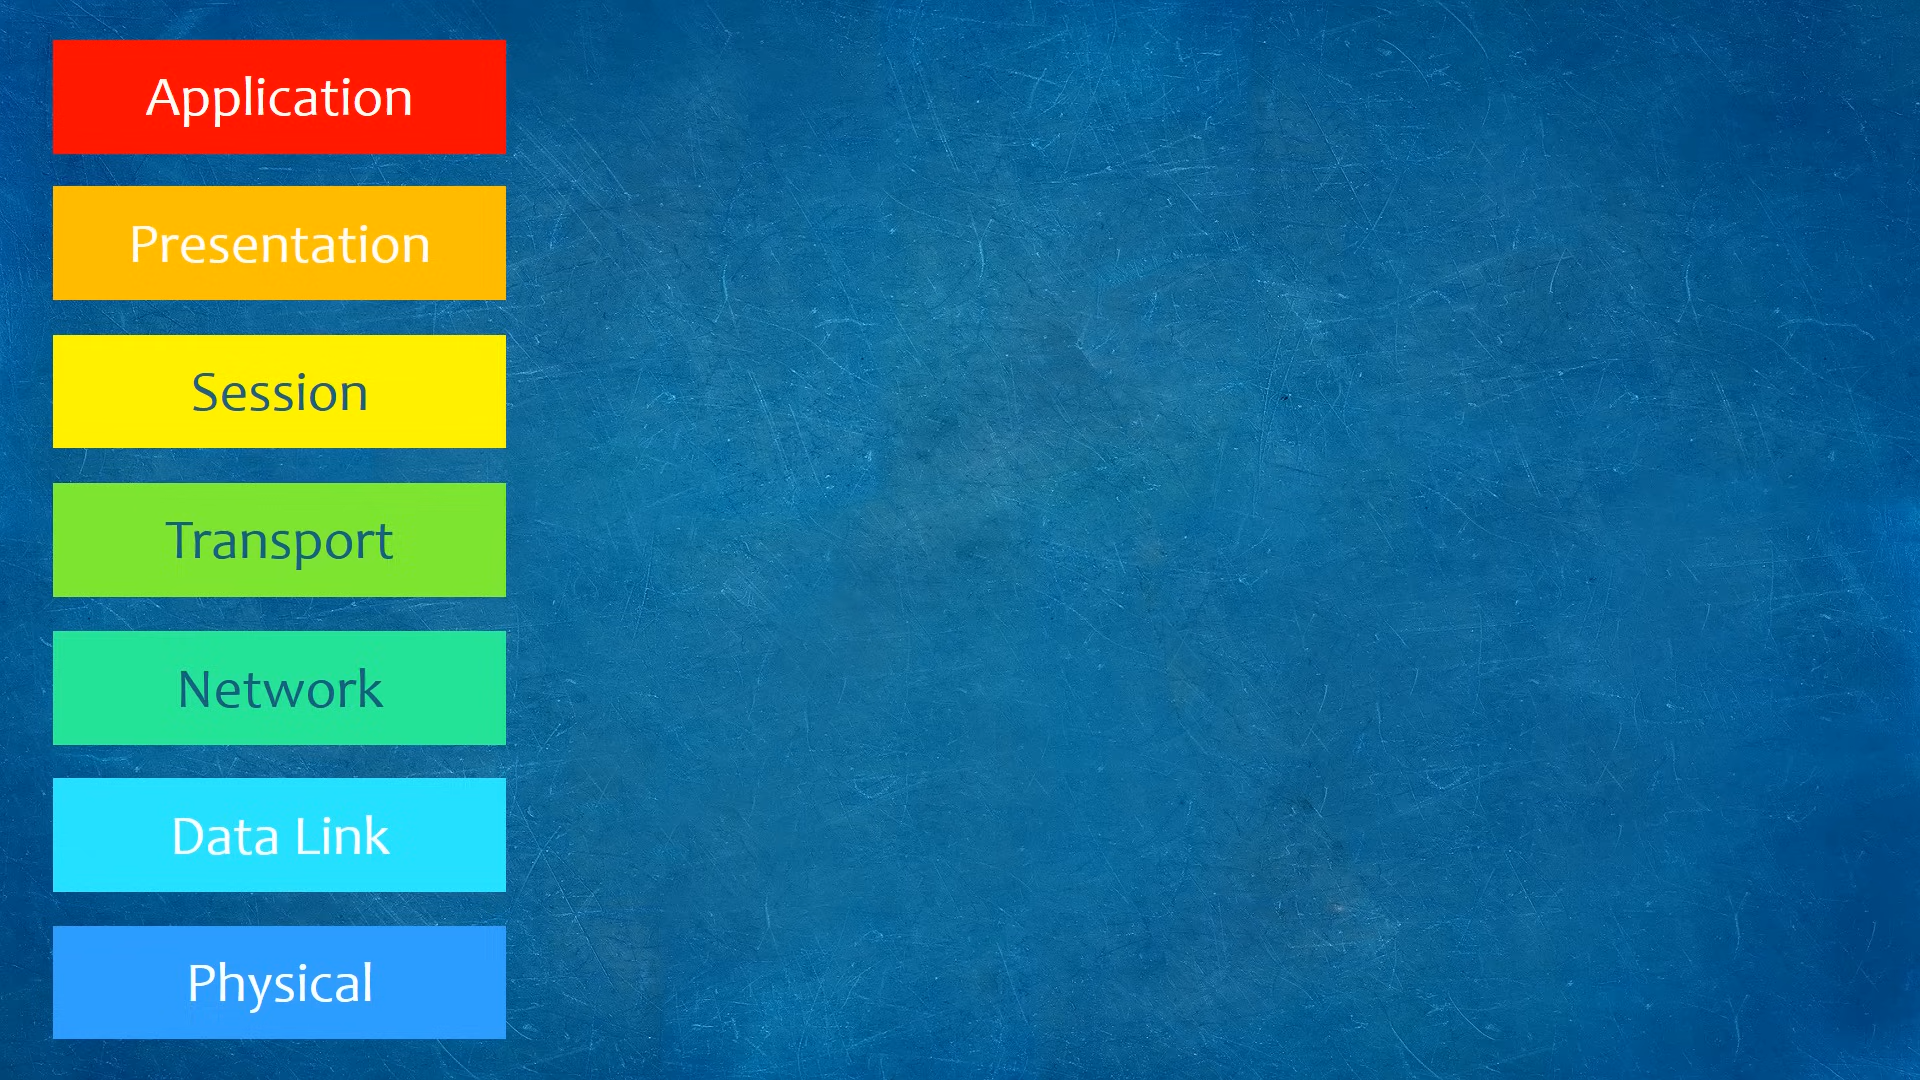 Application
Presentation
Session
Transport
Network
Data Link
Physical